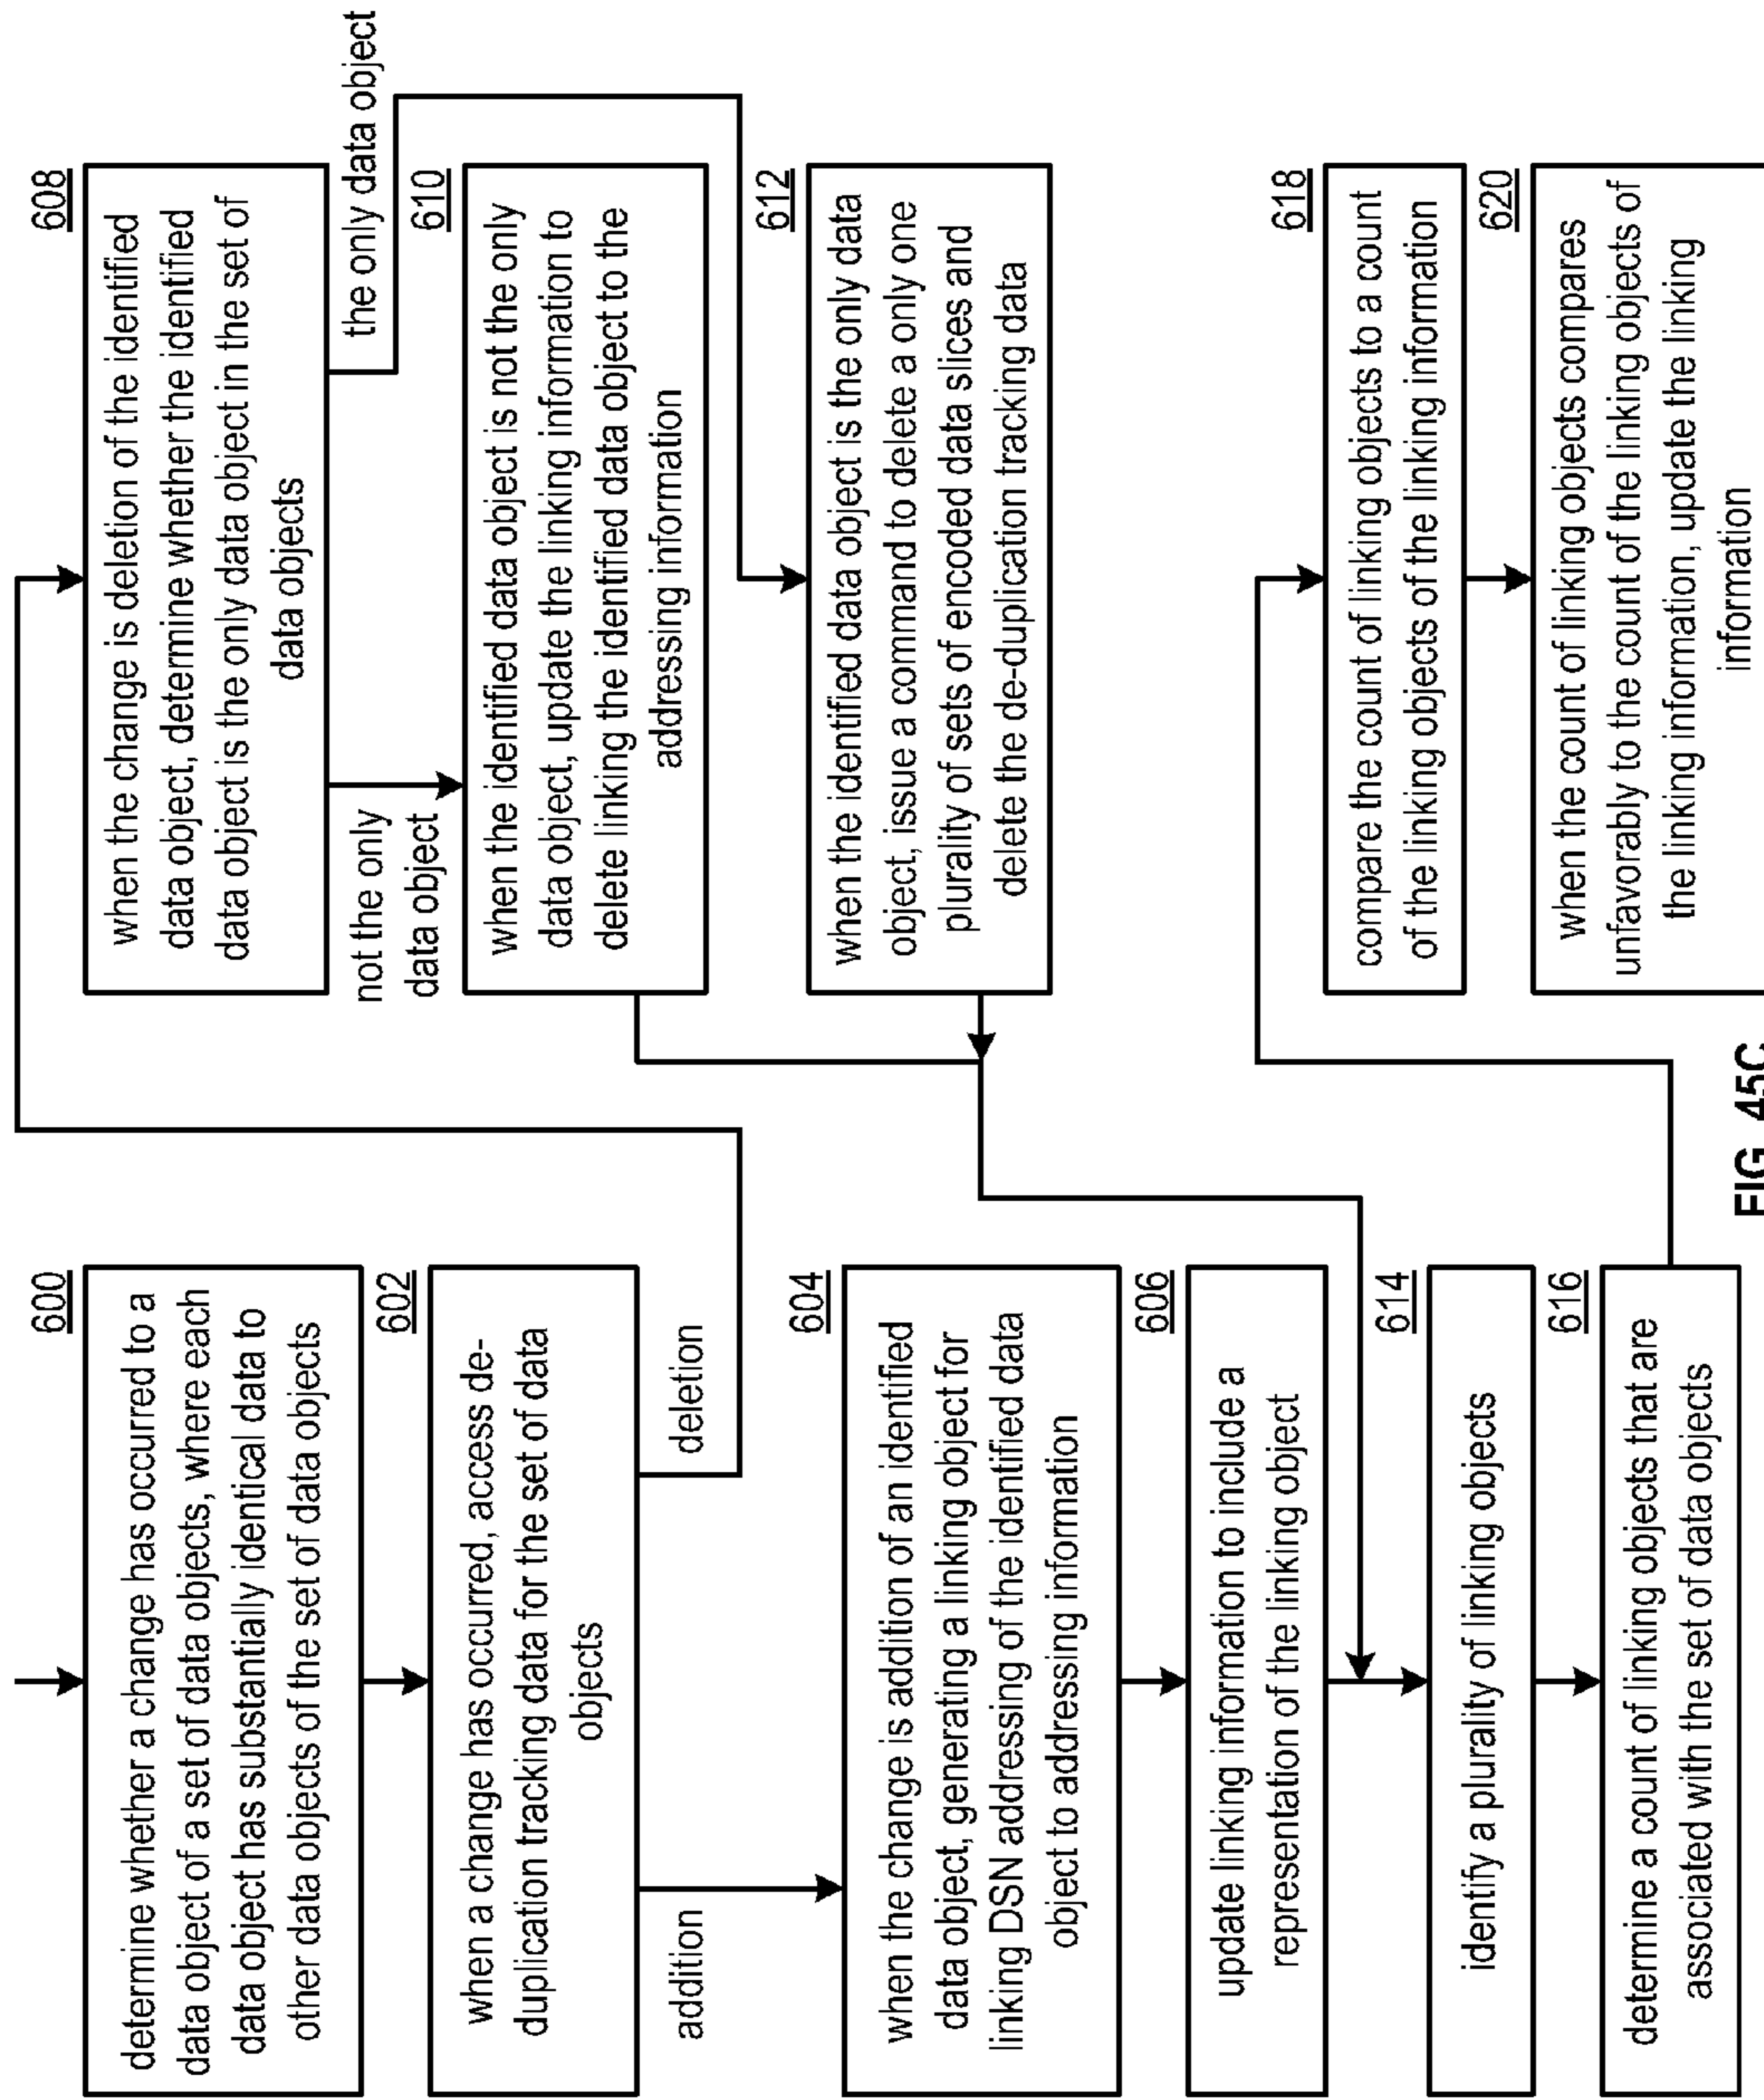 600
determine whether a change has occurred to a
data object of a set of data objects, where each
data object has substantially identical data to
other data objects of the set of data objects
602
when a change has occurred, access de-
duplication tracking data for the set of data
objects
addition
deletion
604
when the change is addition of an identified
data object, generating a linking object for
linking DSN addressing of the identified data
object to addressing information
606
update linking information to include a
representation of the linking object
614
identify a plurality of linking objects
616
determine a count of linking objects that are
associated with the set of data objects
608
when the change is deletion of the identified
data object, determine whether the identified
data object is the only data object in the set of
data objects
not the only
data object
the only data object
610
when the identified data object is not the only
data object, update the linking information to
delete linking the identified data object to the
addressing information
612
when the identified data object is the only data
object, issue a command to delete a only one
plurality of sets of encoded data slices and
delete the de-duplication tracking data
618
compare the count of linking objects to a count
of the linking objects of the linking information
620
when the count of linking objects compares
unfavorably to the count of the linking objects of
the linking information, update the linking
information
FIG. 45C